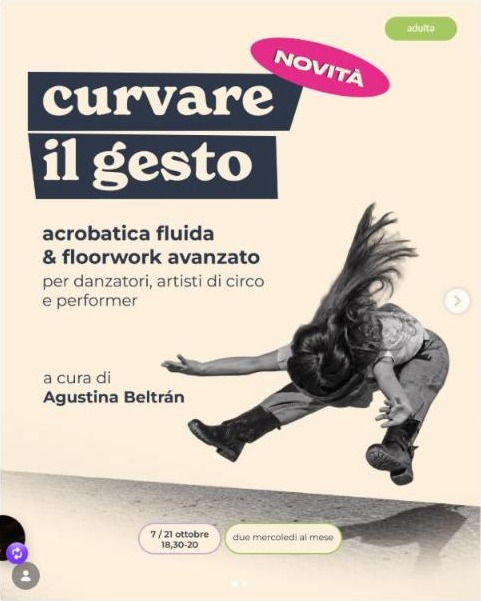 adulta
NOVITÀ
curvare
il gesto
acrobatica fluida
& floorwork avanzato
per danzatori, artisti di circo
e performer
a cura di
Agustina Beltrán
7 / 21 ottobre
18,30-20
due mercoledì al mese